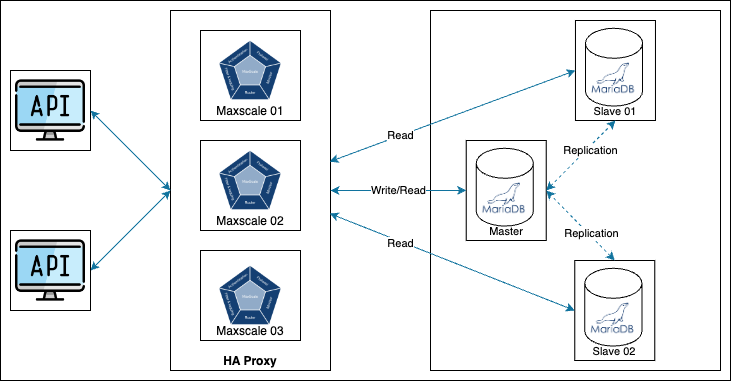 API
API
Maxscale 01
Maxscale 02
Maxscale 03
HA Proxy
Read
Write/Read
Read
MariaDB
Slave 01
Replication
MariaDB
Master
Replication
MariaDB
Slave 02